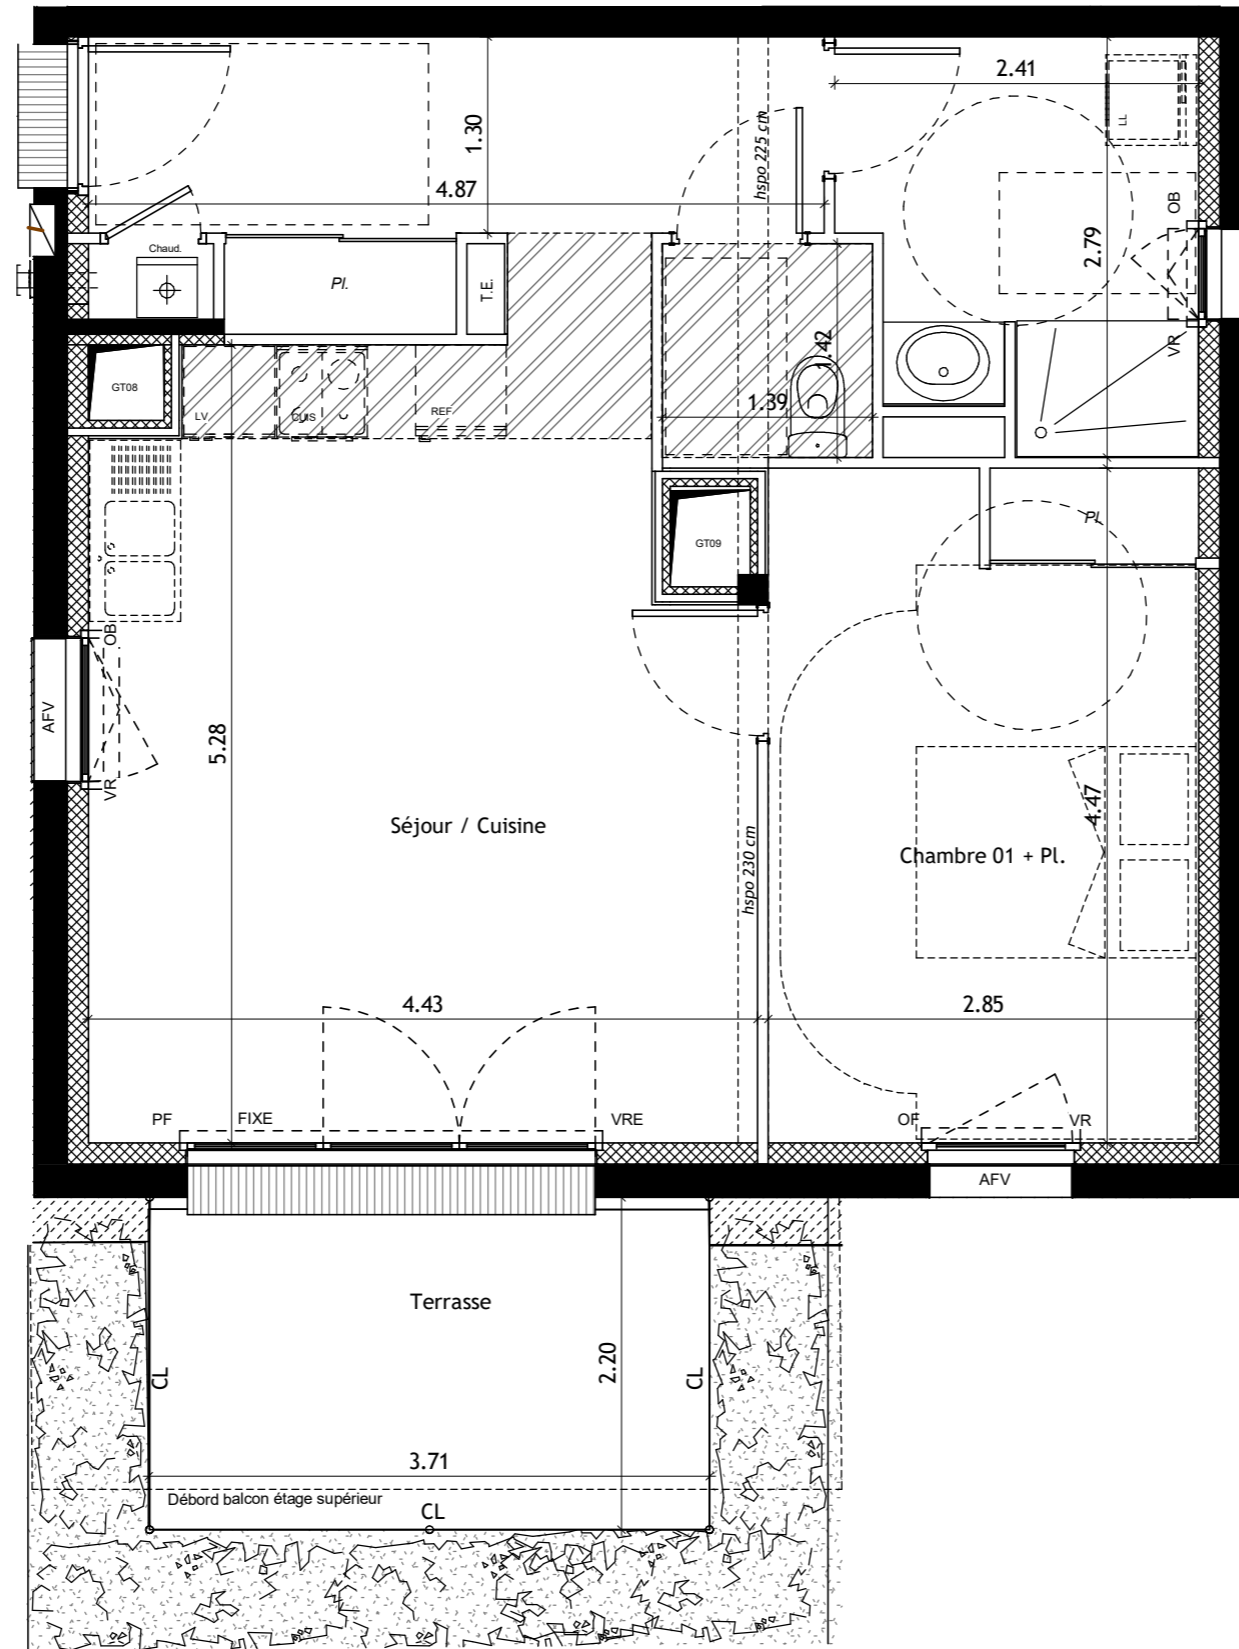 2.41
LL
1.30
hspo 225 cm
4.87
OB
2.79
Chaud.
Pl.
T.E.
VR
1.42
GT08
1.39
LV
CUIS
REF.
Pl.
GT09
OB
AFV
5.28
VR
4.47
Séjour / Cuisine
Chambre 01 + Pl.
hspo 230 cm
4.43
2.85
PF
FIXE
VRE
OF
VR
AFV
Terrasse
2.20
CL
CL
3.71
Débord balcon étage supérieur
CL